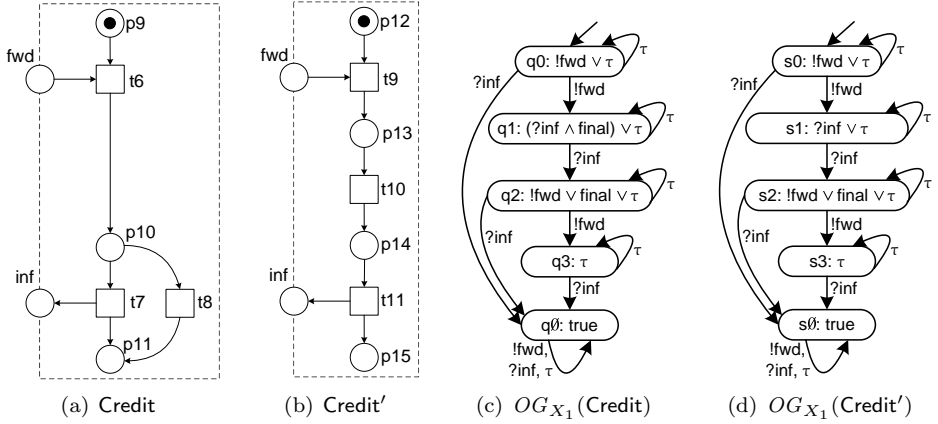 p9
fwd
t6
p10
inf
t7
t8
p11
(a) Credit
p12
fwd
t9
p13
t10
p14
inf
t11
p15
(b) Credit′
q0: !fwd ∨ τ
τ
?inf
!fwd
q1: (?inf ∧ final) ∨ τ
τ
?inf
q2: !fwd ∨ final ∨ τ
τ
?inf
!fwd
q3: τ
τ
?inf
q∅: true
!fwd,
?inf, τ
(c) OG_X₁(Credit)
s0: !fwd ∨ τ
τ
?inf
!fwd
s1: ?inf ∨ τ
τ
?inf
s2: !fwd ∨ final ∨ τ
τ
?inf
!fwd
s3: τ
τ
?inf
s∅: true
!fwd,
?inf, τ
(d) OG_X₁(Credit′)